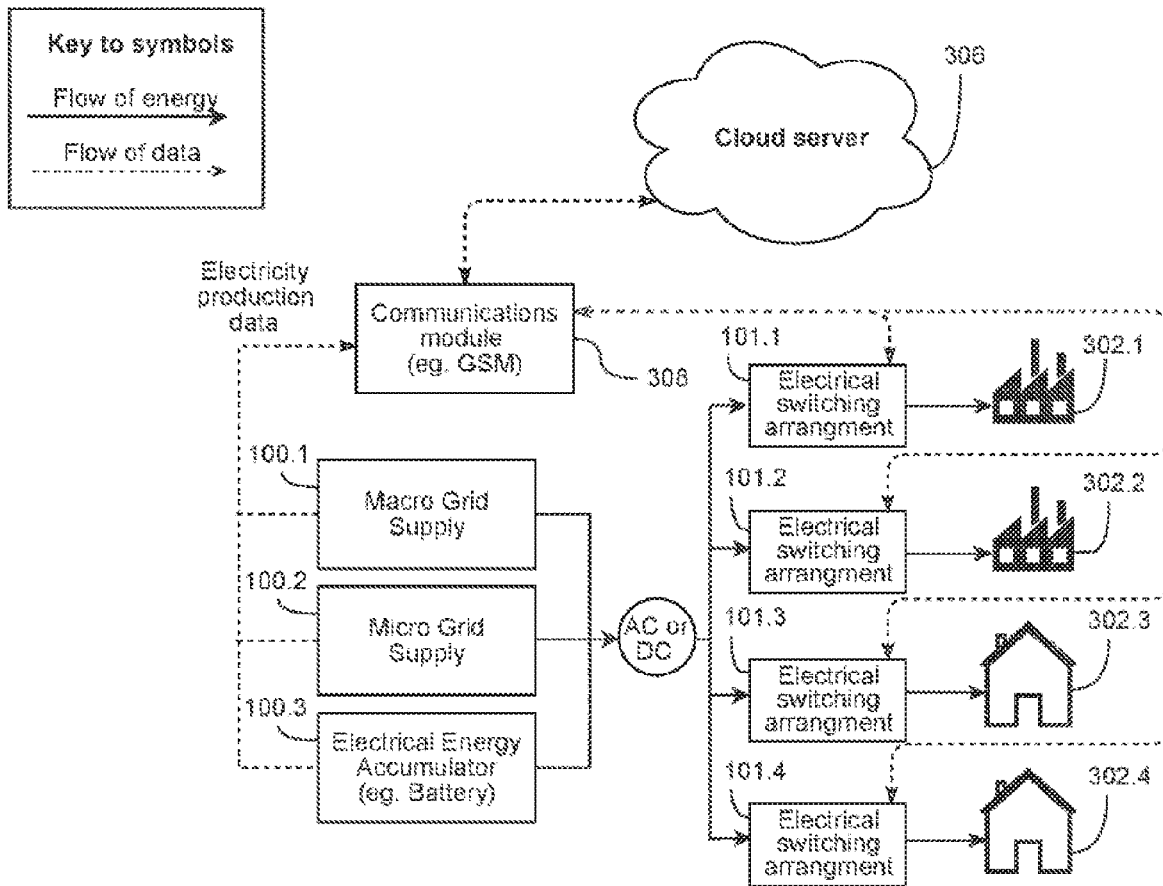 Key to symbols
Flow of energy
Flow of data
306
Cloud server
Electricity
production
data
Communications
module
(eg. GSM)
308
101.1
Electrical
switching
arrangment
302.1
100.1
Macro Grid
Supply
101.2
Electrical
switching
arrangment
302.2
100.2
Micro Grid
Supply
AC or
DC
101.3
Electrical
switching
arrangment
302.3
100.3
Electrical Energy
Accumulator
(eg. Battery)
101.4
Electrical
switching
arrangment
302.4